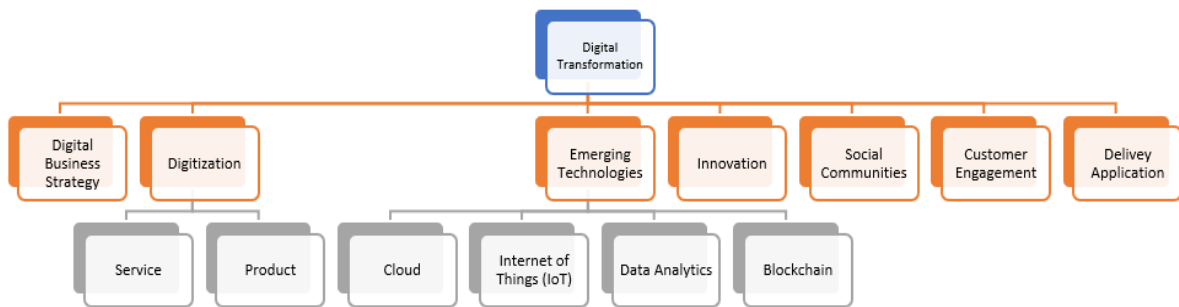 Digital
Transformation
Digital
Business
Strategy
Digitization
Emerging
Technologies
Innovation
Social
Communities
Customer
Engagement
Delivey
Application
Service
Product
Cloud
Internet of
Things (IoT)
Data Analytics
Blockchain